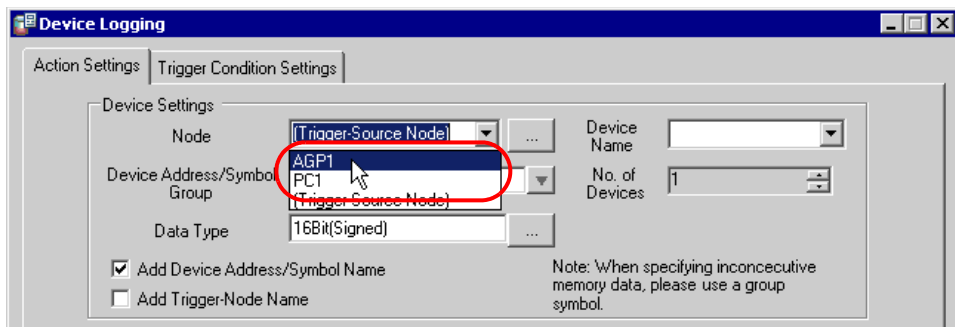 Device Logging
Action Settings
Trigger Condition Settings
Device Settings
Node
(Trigger-Source Node)
...
Device
Name
AGP1
PC1
(Trigger-Source Node)
Device Address/Symbol
Group
No. of
Devices
1
Data Type
16Bit(Signed)
...
Add Device Address/Symbol Name
Add Trigger-Node Name
Note: When specifying inconcecutive
memory data, please use a group
symbol.